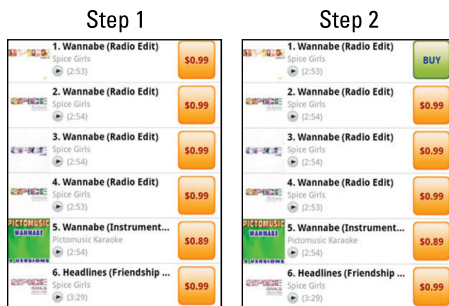 Step 1
1. Wannabe (Radio Edit)
Spice Girls
(2:53)
$0.99
2. Wannabe (Radio Edit)
Spice Girls
(2:54)
$0.99
3. Wannabe (Radio Edit)
Spice Girls
(2:54)
$0.99
SPICE
4. Wannabe (Radio Edit)
Spice Girls
(2:53)
$0.99
PICTOMUSIC
WANNABE
5. Wannabe (Instrument...
Pictomusic Karaoke
(2:54)
$0.89
6. Headlines (Friendship ...
Spice Girls
(3:29)
$0.99
Step 2
1. Wannabe (Radio Edit)
Spice Girls
(2:53)
BUY
2. Wannabe (Radio Edit)
Spice Girls
(2:54)
$0.99
3. Wannabe (Radio Edit)
Spice Girls
(2:54)
$0.99
SPICE
4. Wannabe (Radio Edit)
Spice Girls
(2:53)
$0.99
PICTOMUSIC
WANNABE
5. Wannabe (Instrument...
Pictomusic Karaoke
(2:54)
$0.89
6. Headlines (Friendship ...
Spice Girls
(3:29)
$0.99